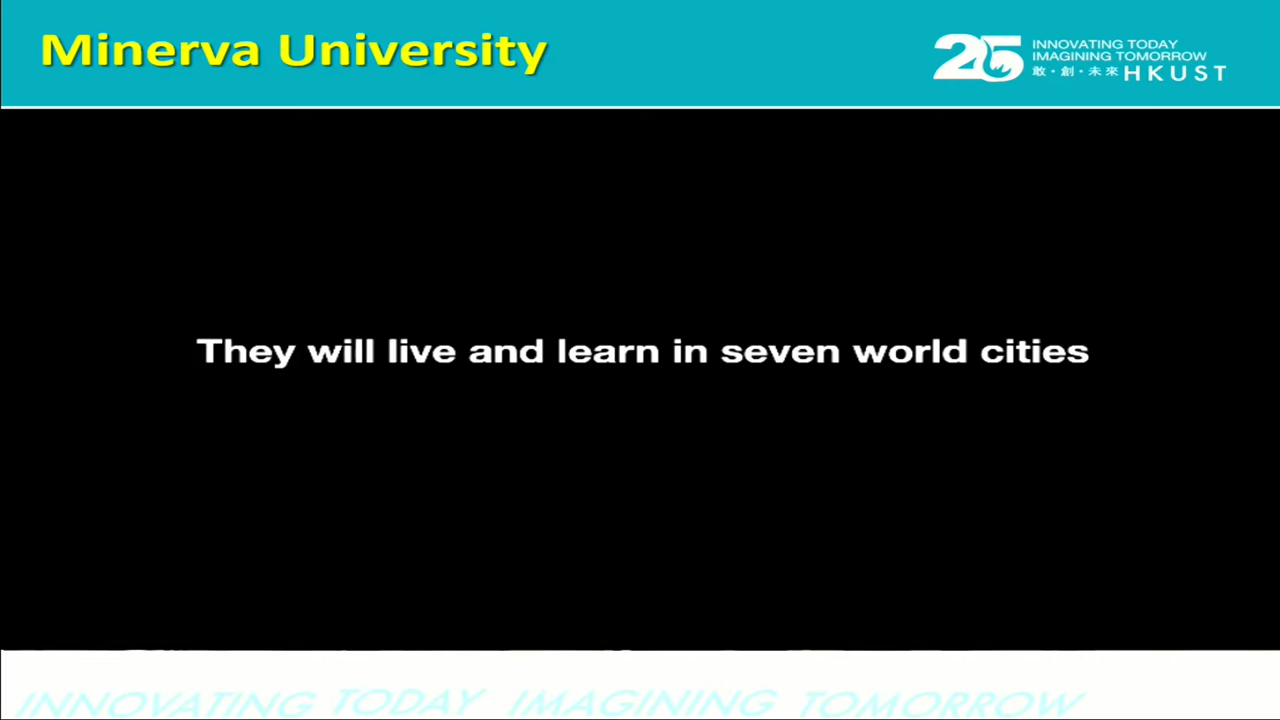 Minerva University
25
INNOVATING TODAY
IMAGINING TOMORROW
敢·創·未來 HKUST
They will live and learn in seven world cities
INNOVATING TODAY IMAGINING TOMORROW